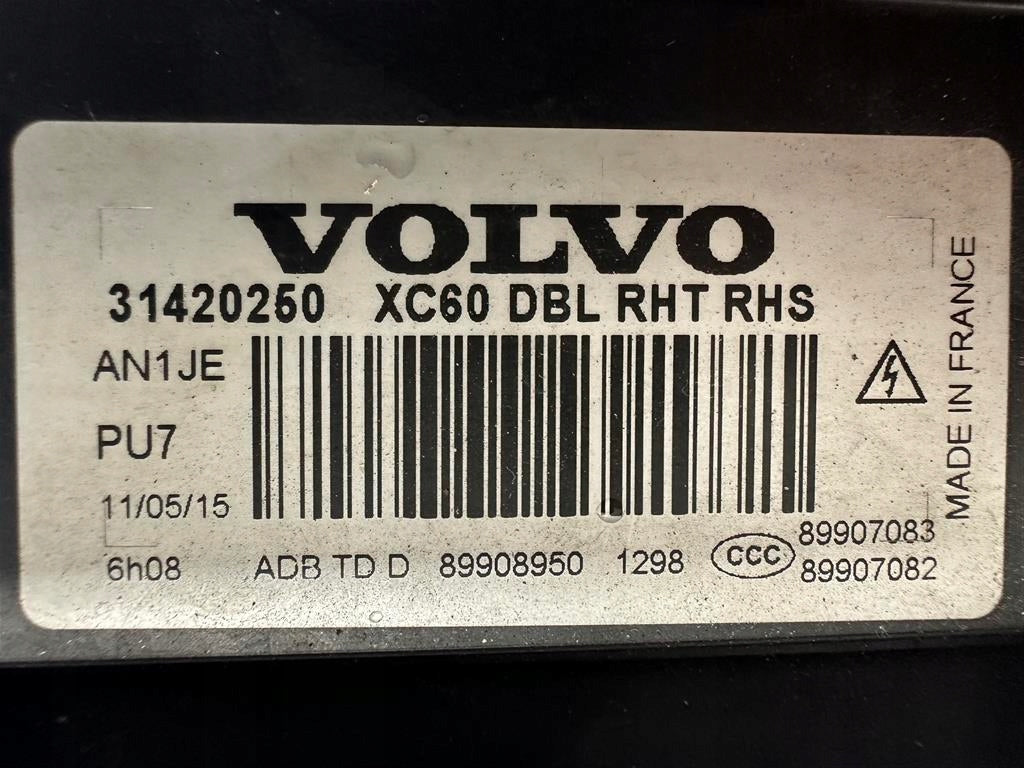 VOLVO
31420250 XC60 DBL RHT RHS
AN1JE
PU7
11/05/15
6h08 ADB TD D 89908950 1298 CCC 89907083
89907082
MADE IN FRANCE